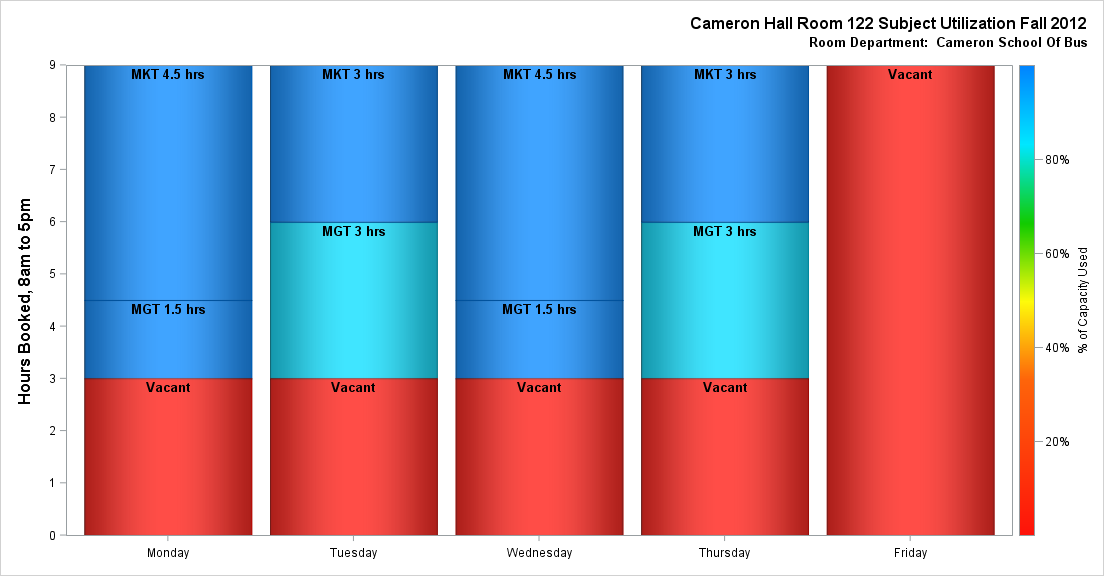 Cameron Hall Room 122 Subject Utilization Fall 2012
Room Department:  Cameron School Of Bus
Hours Booked, 8am to 5pm
9
8
7
6
5
4
3
2
1
0
MKT 4.5 hrs
MGT 1.5 hrs
Vacant
MKT 3 hrs
MGT 3 hrs
Vacant
MKT 4.5 hrs
MGT 1.5 hrs
Vacant
MKT 3 hrs
MGT 3 hrs
Vacant
Vacant
Monday
Tuesday
Wednesday
Thursday
Friday
80%
60%
40%
20%
% of Capacity Used